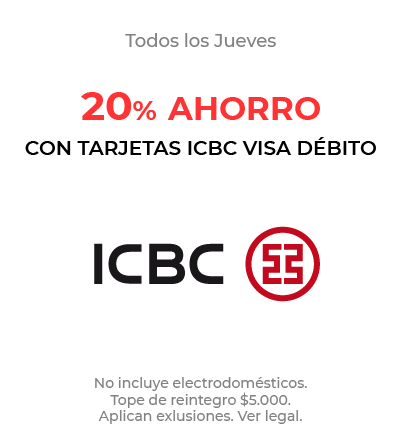 Todos los Jueves
20% AHORRO
CON TARJETAS ICBC VISA DÉBITO
ICBC
No incluye electrodomésticos.
Tope de reintegro $5.000.
Aplican exlusiones. Ver legal.